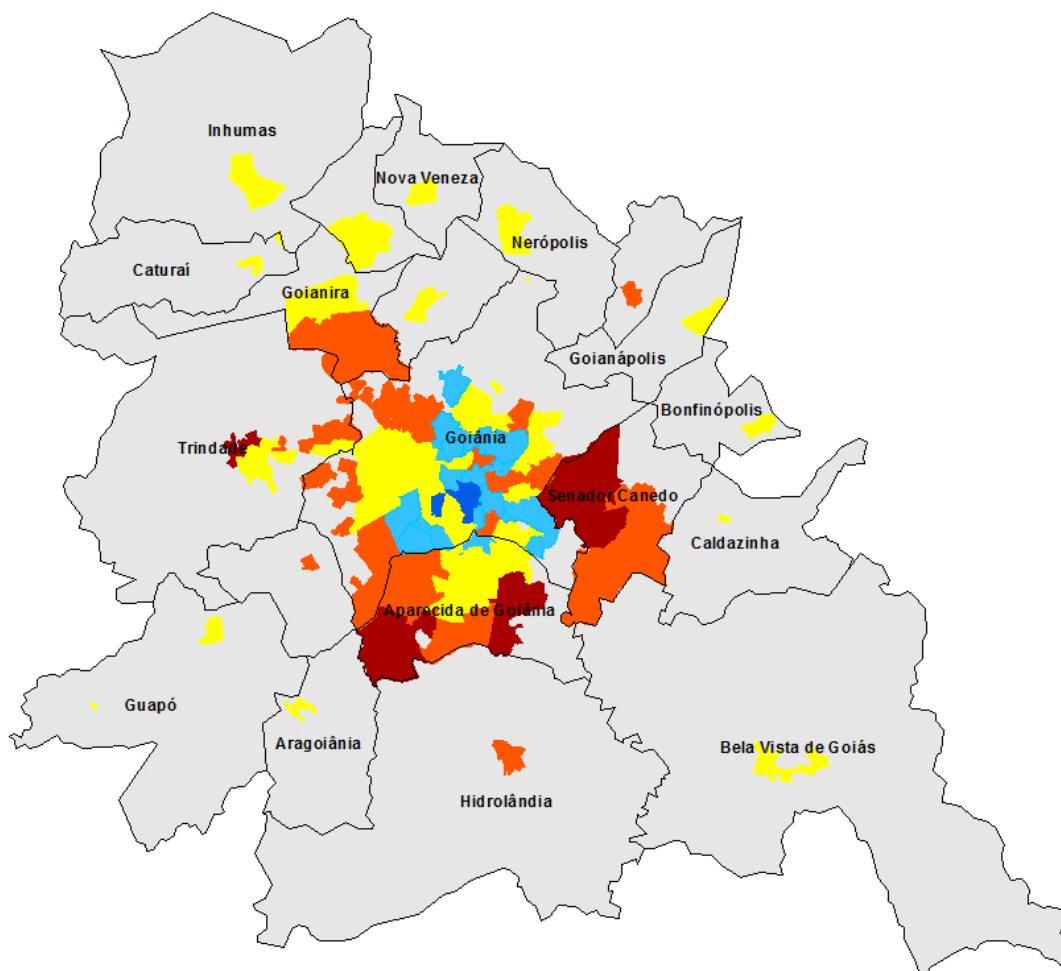 Inhumas
Nova Veneza
Nerópolis
Caturaí
Goianira
Goianápolis
Bonfinópolis
Goiânia
Trindade
Senador Canedo
Caldazinha
Aparecida de Goiânia
Guapó
Aragoiânia
Bela Vista de Goiás
Hidrolândia